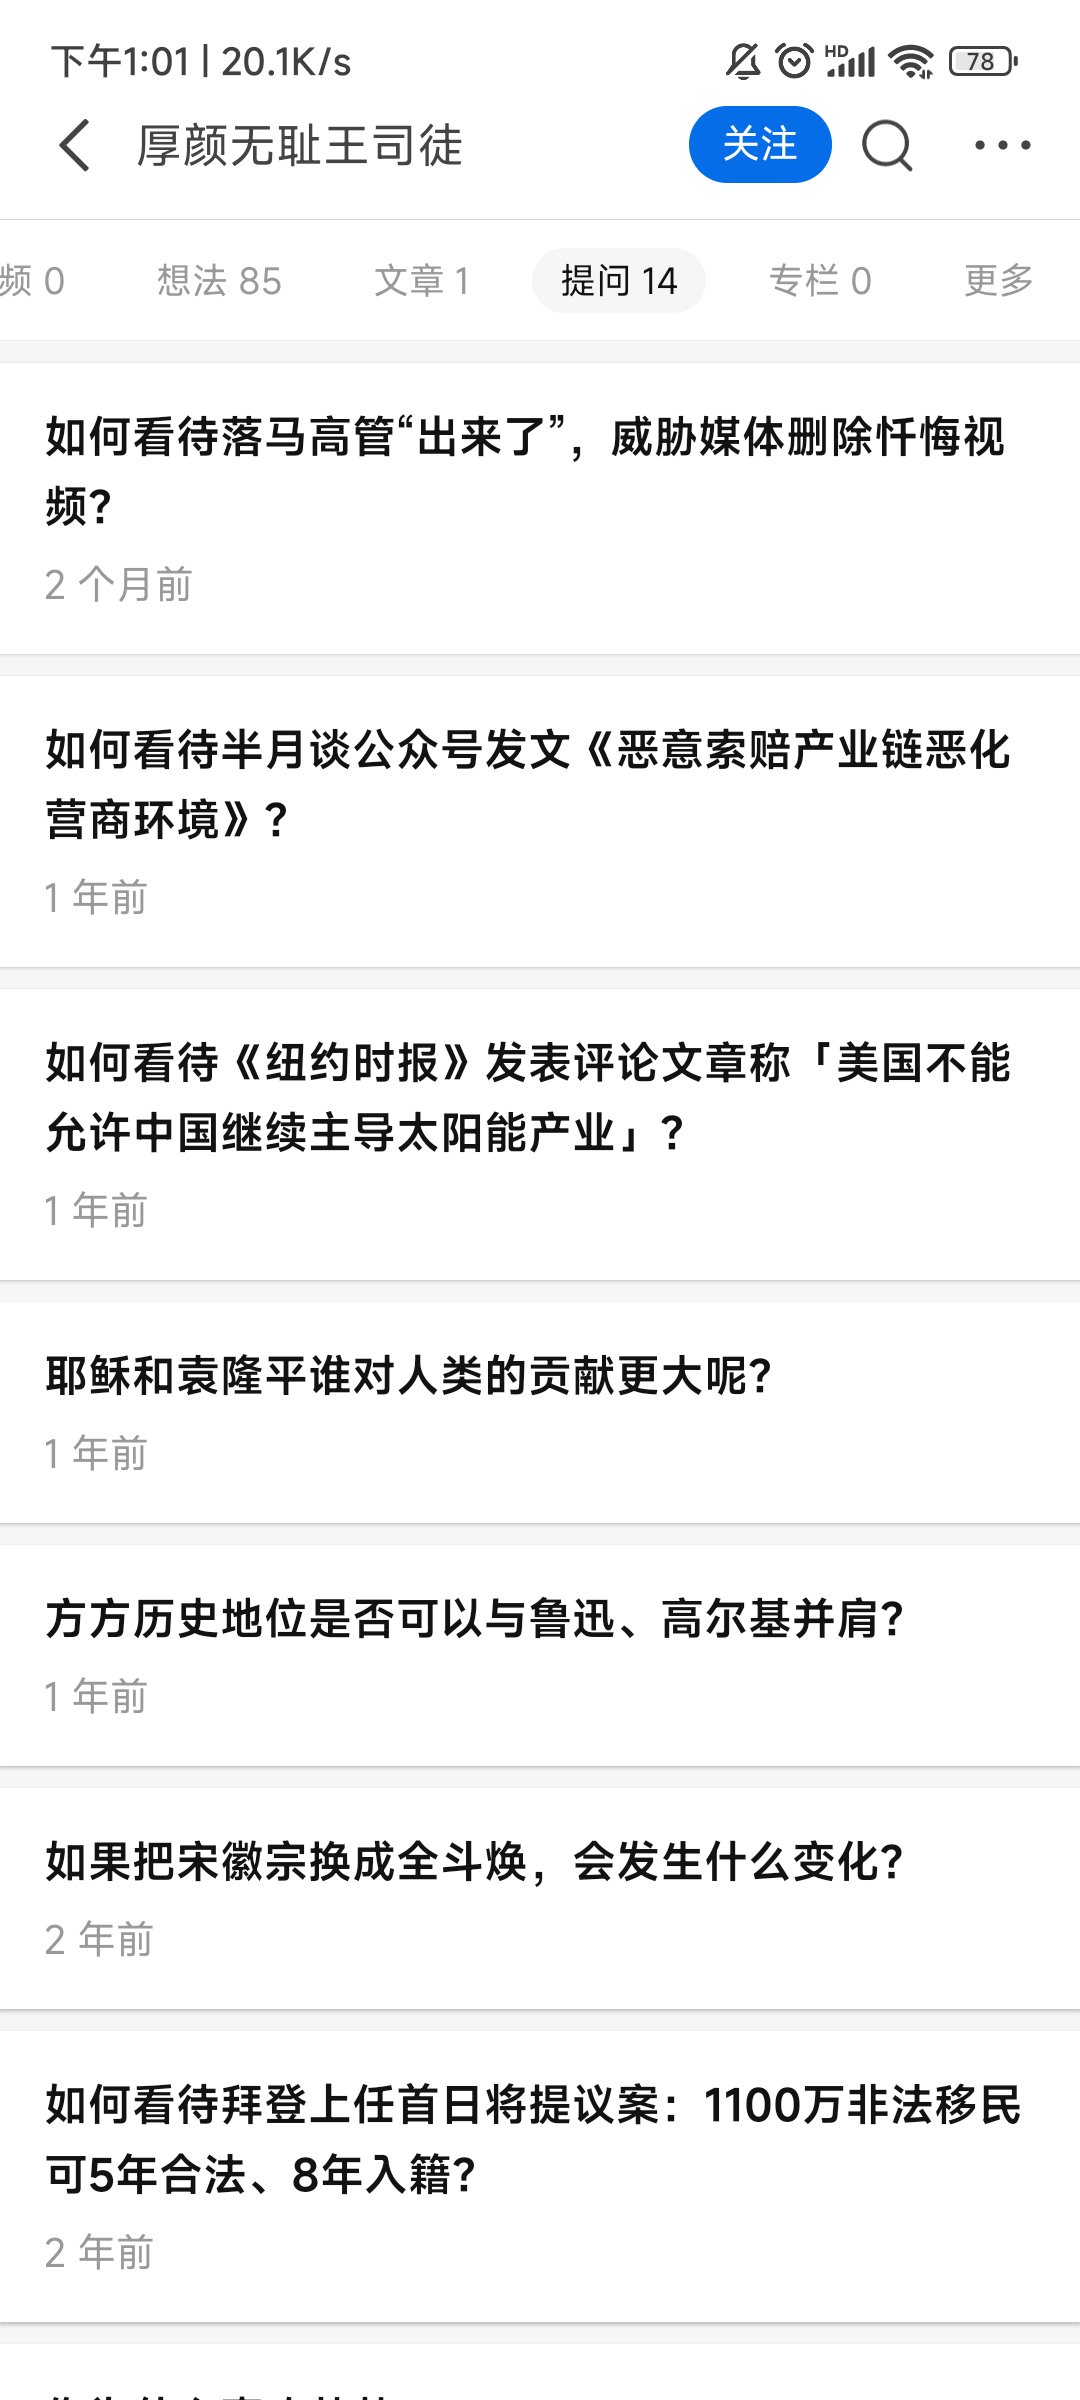 下午1:01 | 20.1K/s
HD
78
厚颜无耻王司徒
关注
频 0
想法 85
文章 1
提问 14
专栏 0
更多
如何看待落马高管“出来了”，威胁媒体删除忏悔视
频？
2 个月前
如何看待半月谈公众号发文《恶意索赔产业链恶化
营商环境》？
1 年前
如何看待《纽约时报》发表评论文章称「美国不能
允许中国继续主导太阳能产业」？
1 年前
耶稣和袁隆平谁对人类的贡献更大呢？
1 年前
方方历史地位是否可以与鲁迅、高尔基并肩？
1 年前
如果把宋徽宗换成全斗焕，会发生什么变化？
2 年前
如何看待拜登上任首日将提议案：1100万非法移民
可5年合法、8年入籍？
2 年前